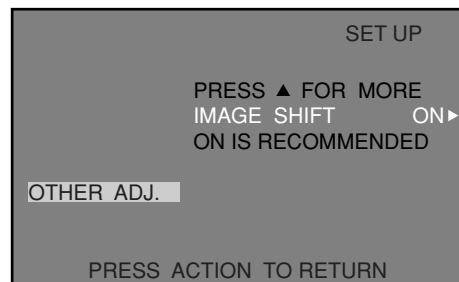 SET UP
PRESS ▲ FOR MORE
IMAGE SHIFT ON▶
ON IS RECOMMENDED
OTHER ADJ.
PRESS ACTION TO RETURN